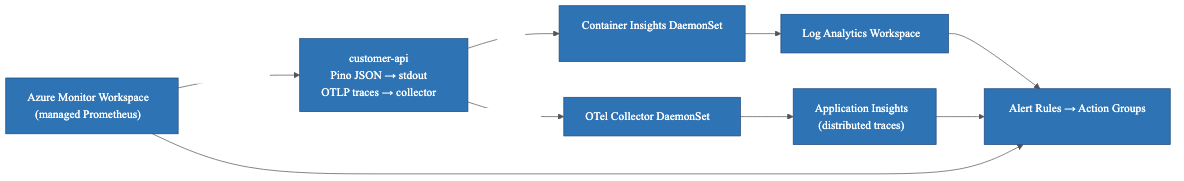 Azure Monitor Workspace
(managed Prometheus)
customer-api
Pino JSON → stdout
OTLP traces → collector
Container Insights DaemonSet
OTel Collector DaemonSet
Log Analytics Workspace
Application Insights
(distributed traces)
Alert Rules → Action Groups